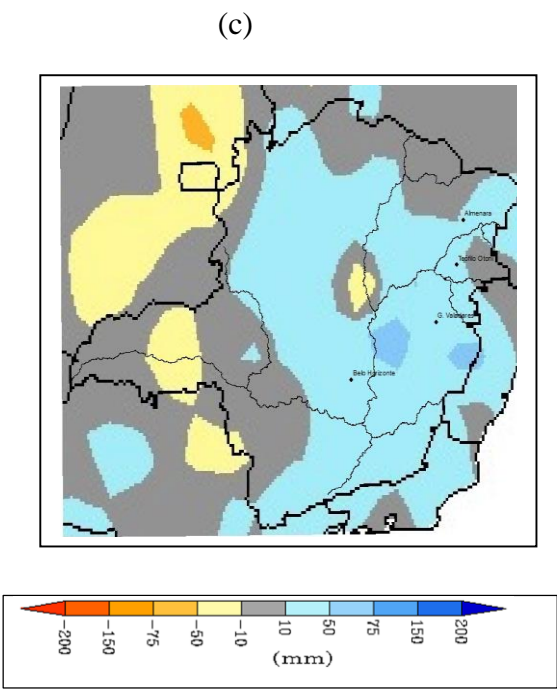 (c)
Almenara
Teófilo Otoni
G. Valadares
Belo Horizonte
-200 -150 -75 -50 -10 10 50 75 150 200
(mm)